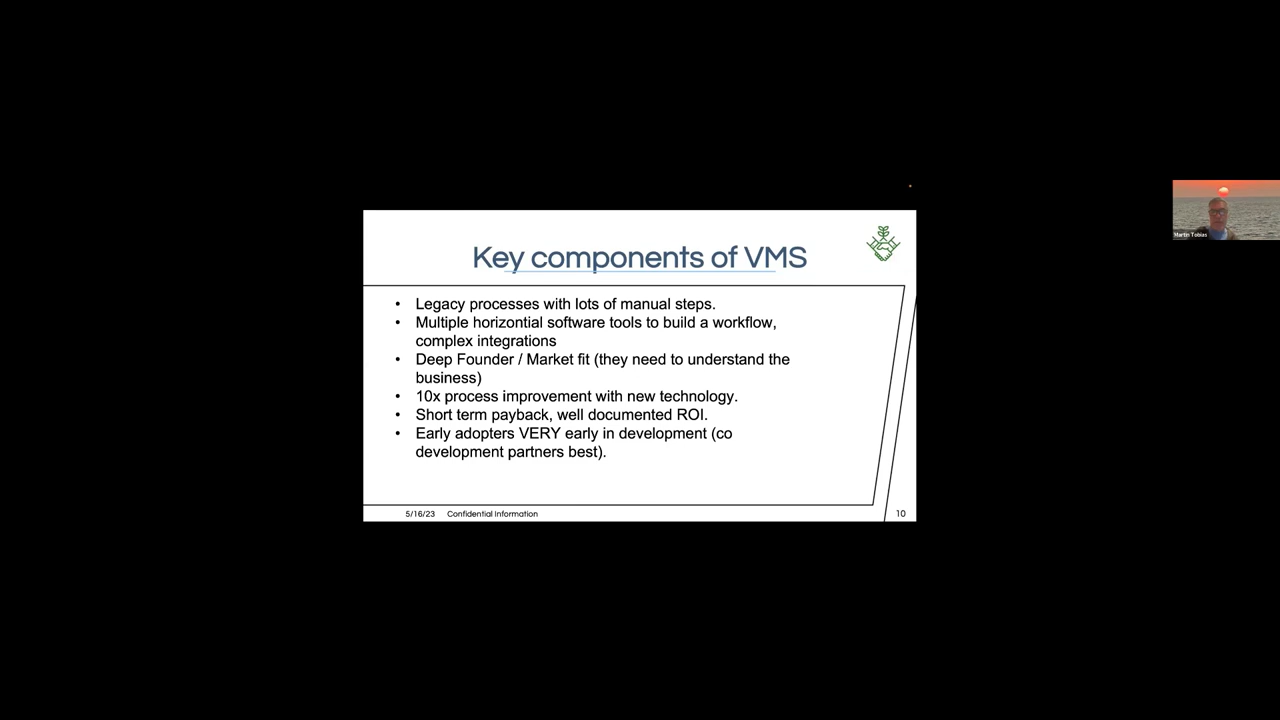 Key components of VMS
• Legacy processes with lots of manual steps.
• Multiple horizontial software tools to build a workflow,
complex integrations
• Deep Founder / Market fit (they need to understand the
business)
• 10x process improvement with new technology.
• Short term payback, well documented ROI.
• Early adopters VERY early in development (co
development partners best).
5/16/23 Confidential Information
10
Martin Tobias